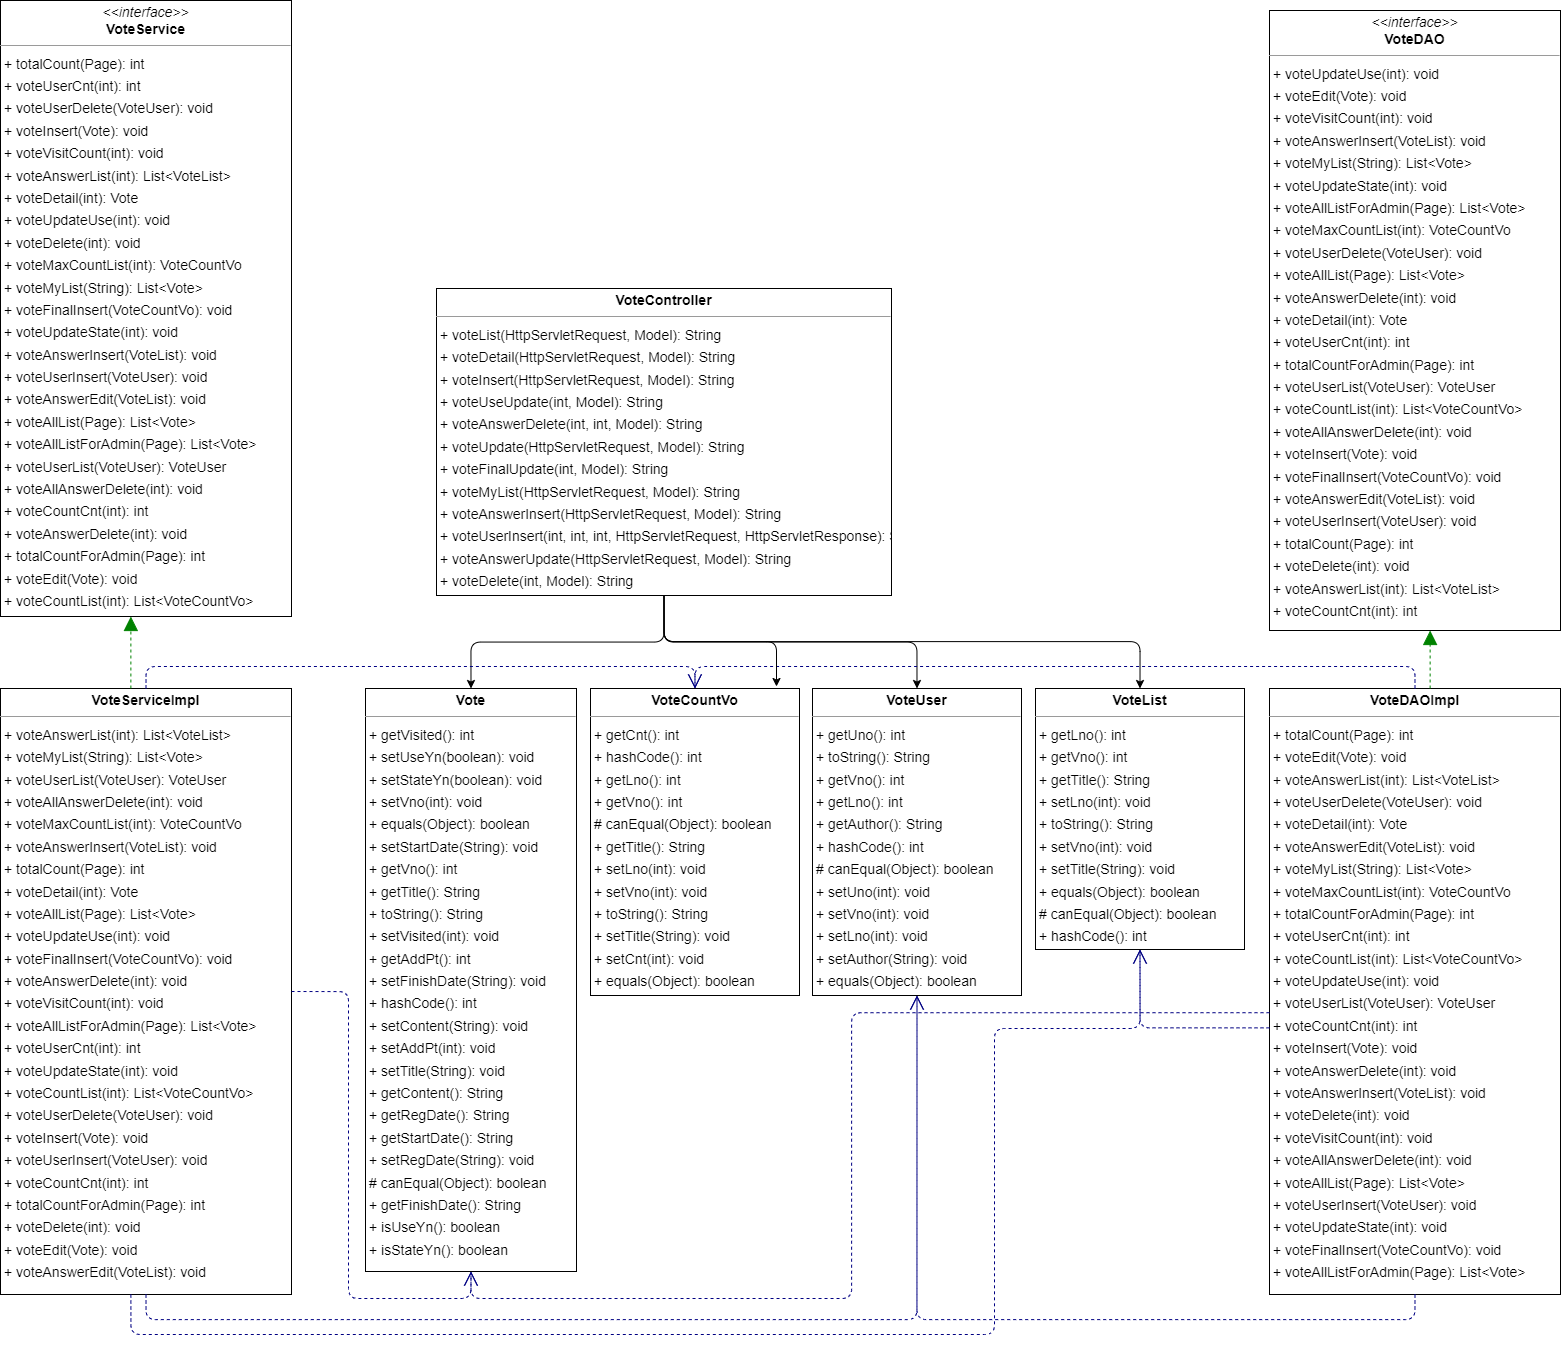 <<interface>>
VoteService
+ totalCount(Page): int
+ voteUserCnt(int): int
+ voteUserDelete(VoteUser): void
+ voteInsert(Vote): void
+ voteVisitCount(int): void
+ voteAnswerList(int): List<VoteList>
+ voteDetail(int): Vote
+ voteUpdateUse(int): void
+ voteDelete(int): void
+ voteMaxCountList(int): VoteCountVo
+ voteMyList(String): List<Vote>
+ voteFinalInsert(VoteCountVo): void
+ voteUpdateState(int): void
+ voteAnswerInsert(VoteList): void
+ voteUserInsert(VoteUser): void
+ voteAnswerEdit(VoteList): void
+ voteAllList(Page): List<Vote>
+ voteAllListForAdmin(Page): List<Vote>
+ voteUserList(VoteUser): VoteUser
+ voteAllAnswerDelete(int): void
+ voteCountCnt(int): int
+ voteAnswerDelete(int): void
+ totalCountForAdmin(Page): int
+ voteEdit(Vote): void
+ voteCountList(int): List<VoteCountVo>
<<interface>>
VoteDAO
+ voteUpdateUse(int): void
+ voteEdit(Vote): void
+ voteVisitCount(int): void
+ voteAnswerInsert(VoteList): void
+ voteMyList(String): List<Vote>
+ voteUpdateState(int): void
+ voteAllListForAdmin(Page): List<Vote>
+ voteMaxCountList(int): VoteCountVo
+ voteUserDelete(VoteUser): void
+ voteAllList(Page): List<Vote>
+ voteAnswerDelete(int): void
+ voteDetail(int): Vote
+ voteUserCnt(int): int
+ totalCountForAdmin(Page): int
+ voteUserList(VoteUser): VoteUser
+ voteCountList(int): List<VoteCountVo>
+ voteAllAnswerDelete(int): void
+ voteInsert(Vote): void
+ voteFinalInsert(VoteCountVo): void
+ voteAnswerEdit(VoteList): void
+ voteUserInsert(VoteUser): void
+ totalCount(Page): int
+ voteDelete(int): void
+ voteAnswerList(int): List<VoteList>
+ voteCountCnt(int): int
VoteController
+ voteList(HttpServletRequest, Model): String
+ voteDetail(HttpServletRequest, Model): String
+ voteInsert(HttpServletRequest, Model): String
+ voteUseUpdate(int, Model): String
+ voteAnswerDelete(int, int, Model): String
+ voteUpdate(HttpServletRequest, Model): String
+ voteFinalUpdate(int, Model): String
+ voteMyList(HttpServletRequest, Model): String
+ voteAnswerInsert(HttpServletRequest, Model): String
+ voteUserInsert(int, int, int, HttpServletRequest, HttpServletResponse):
+ voteAnswerUpdate(HttpServletRequest, Model): String
+ voteDelete(int, Model): String
VoteServiceImpl
+ voteAnswerList(int): List<VoteList>
+ voteMyList(String): List<Vote>
+ voteUserList(VoteUser): VoteUser
+ voteAllAnswerDelete(int): void
+ voteMaxCountList(int): VoteCountVo
+ voteAnswerInsert(VoteList): void
+ totalCount(Page): int
+ voteDetail(int): Vote
+ voteAllList(Page): List<Vote>
+ voteUpdateUse(int): void
+ voteFinalInsert(VoteCountVo): void
+ voteAnswerDelete(int): void
+ voteVisitCount(int): void
+ voteAllListForAdmin(Page): List<Vote>
+ voteUserCnt(int): int
+ voteUpdateState(int): void
+ voteCountList(int): List<VoteCountVo>
+ voteUserDelete(VoteUser): void
+ voteInsert(Vote): void
+ voteUserInsert(VoteUser): void
+ voteCountCnt(int): int
+ totalCountForAdmin(Page): int
+ voteDelete(int): void
+ voteEdit(Vote): void
+ voteAnswerEdit(VoteList): void
Vote
+ getVisited(): int
+ setUseYn(boolean): void
+ setStateYn(boolean): void
+ setVno(int): void
+ equals(Object): boolean
+ setStartDate(String): void
+ getVno(): int
+ getTitle(): String
+ toString(): String
+ setVisited(int): void
+ getAddPt(): int
+ setFinishDate(String): void
+ hashCode(): int
+ setContent(String): void
+ setAddPt(int): void
+ setTitle(String): void
+ getContent(): String
+ getRegDate(): String
+ getStartDate(): String
+ setRegDate(String): void
# canEqual(Object): boolean
+ getFinishDate(): String
+ isUseYn(): boolean
+ isStateYn(): boolean
VoteCountVo
+ getCnt(): int
+ hashCode(): int
+ getLno(): int
+ getVno(): int
# canEqual(Object): boolean
+ getTitle(): String
+ setLno(int): void
+ setVno(int): void
+ toString(): String
+ setTitle(String): void
+ setCnt(int): void
+ equals(Object): boolean
VoteUser
+ getUno(): int
+ toString(): String
+ getVno(): int
+ getLno(): int
+ getAuthor(): String
+ hashCode(): int
# canEqual(Object): boolean
+ setUno(int): void
+ setVno(int): void
+ setLno(int): void
+ setAuthor(String): void
+ equals(Object): boolean
VoteList
+ getLno(): int
+ getVno(): int
+ getTitle(): String
+ setLno(int): void
+ toString(): String
+ setVno(int): void
+ setTitle(String): void
+ equals(Object): boolean
# canEqual(Object): boolean
+ hashCode(): int
VoteDAOImpl
+ totalCount(Page): int
+ voteEdit(Vote): void
+ voteAnswerList(int): List<VoteList>
+ voteUserDelete(VoteUser): void
+ voteDetail(int): Vote
+ voteAnswerEdit(VoteList): void
+ voteMyList(String): List<Vote>
+ voteMaxCountList(int): VoteCountVo
+ totalCountForAdmin(Page): int
+ voteUserCnt(int): int
+ voteCountList(int): List<VoteCountVo>
+ voteUpdateUse(int): void
+ voteUserList(VoteUser): VoteUser
+ voteCountCnt(int): int
+ voteInsert(Vote): void
+ voteAnswerDelete(int): void
+ voteAnswerInsert(VoteList): void
+ voteDelete(int): void
+ voteVisitCount(int): void
+ voteAllAnswerDelete(int): void
+ voteAllList(Page): List<Vote>
+ voteUserInsert(VoteUser): void
+ voteUpdateState(int): void
+ voteFinalInsert(VoteCountVo): void
+ voteAllListForAdmin(Page): List<Vote>